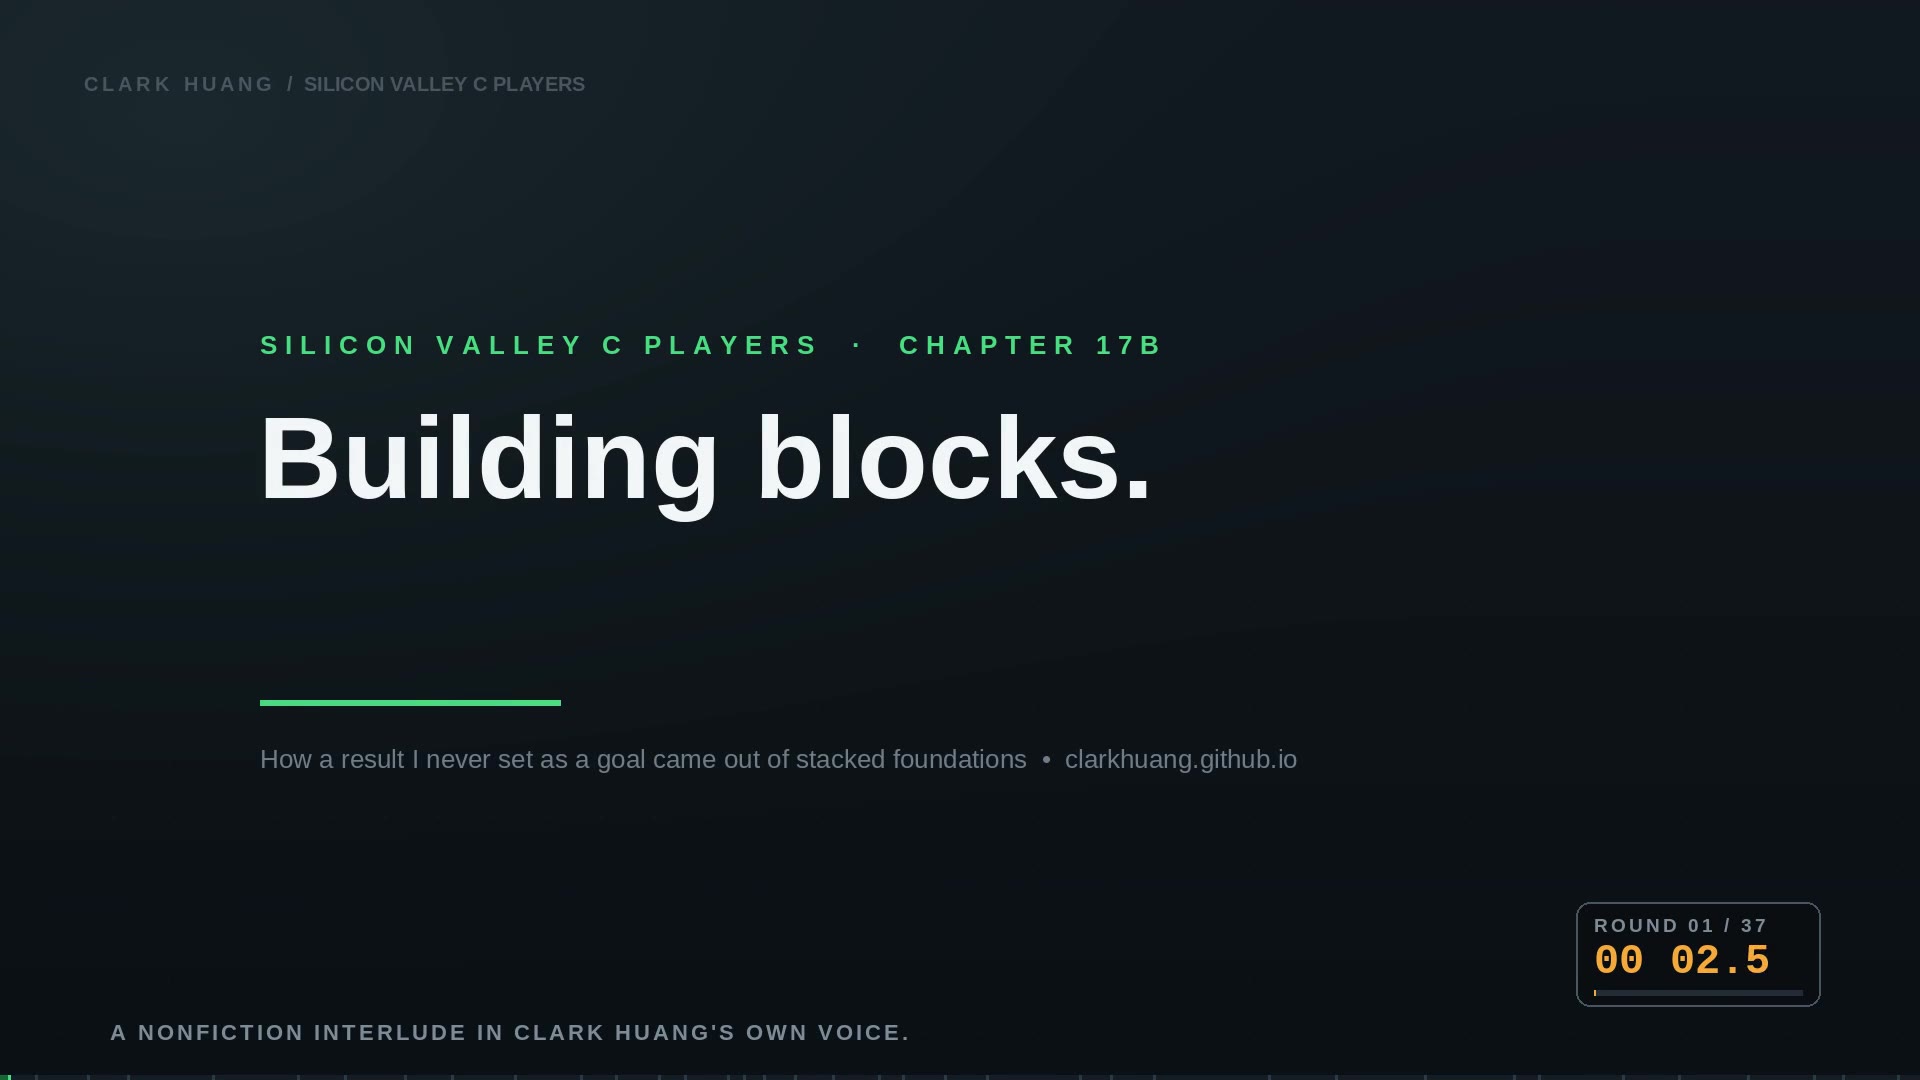 CLARK HUANG / SILICON VALLEY C PLAYERS
SILICON VALLEY C PLAYERS · CHAPTER 17B
Building blocks.
How a result I never set as a goal came out of stacked foundations • clarkhuang.github.io
ROUND 01 / 37
00 02.5
A NONFICTION INTERLUDE IN CLARK HUANG'S OWN VOICE.